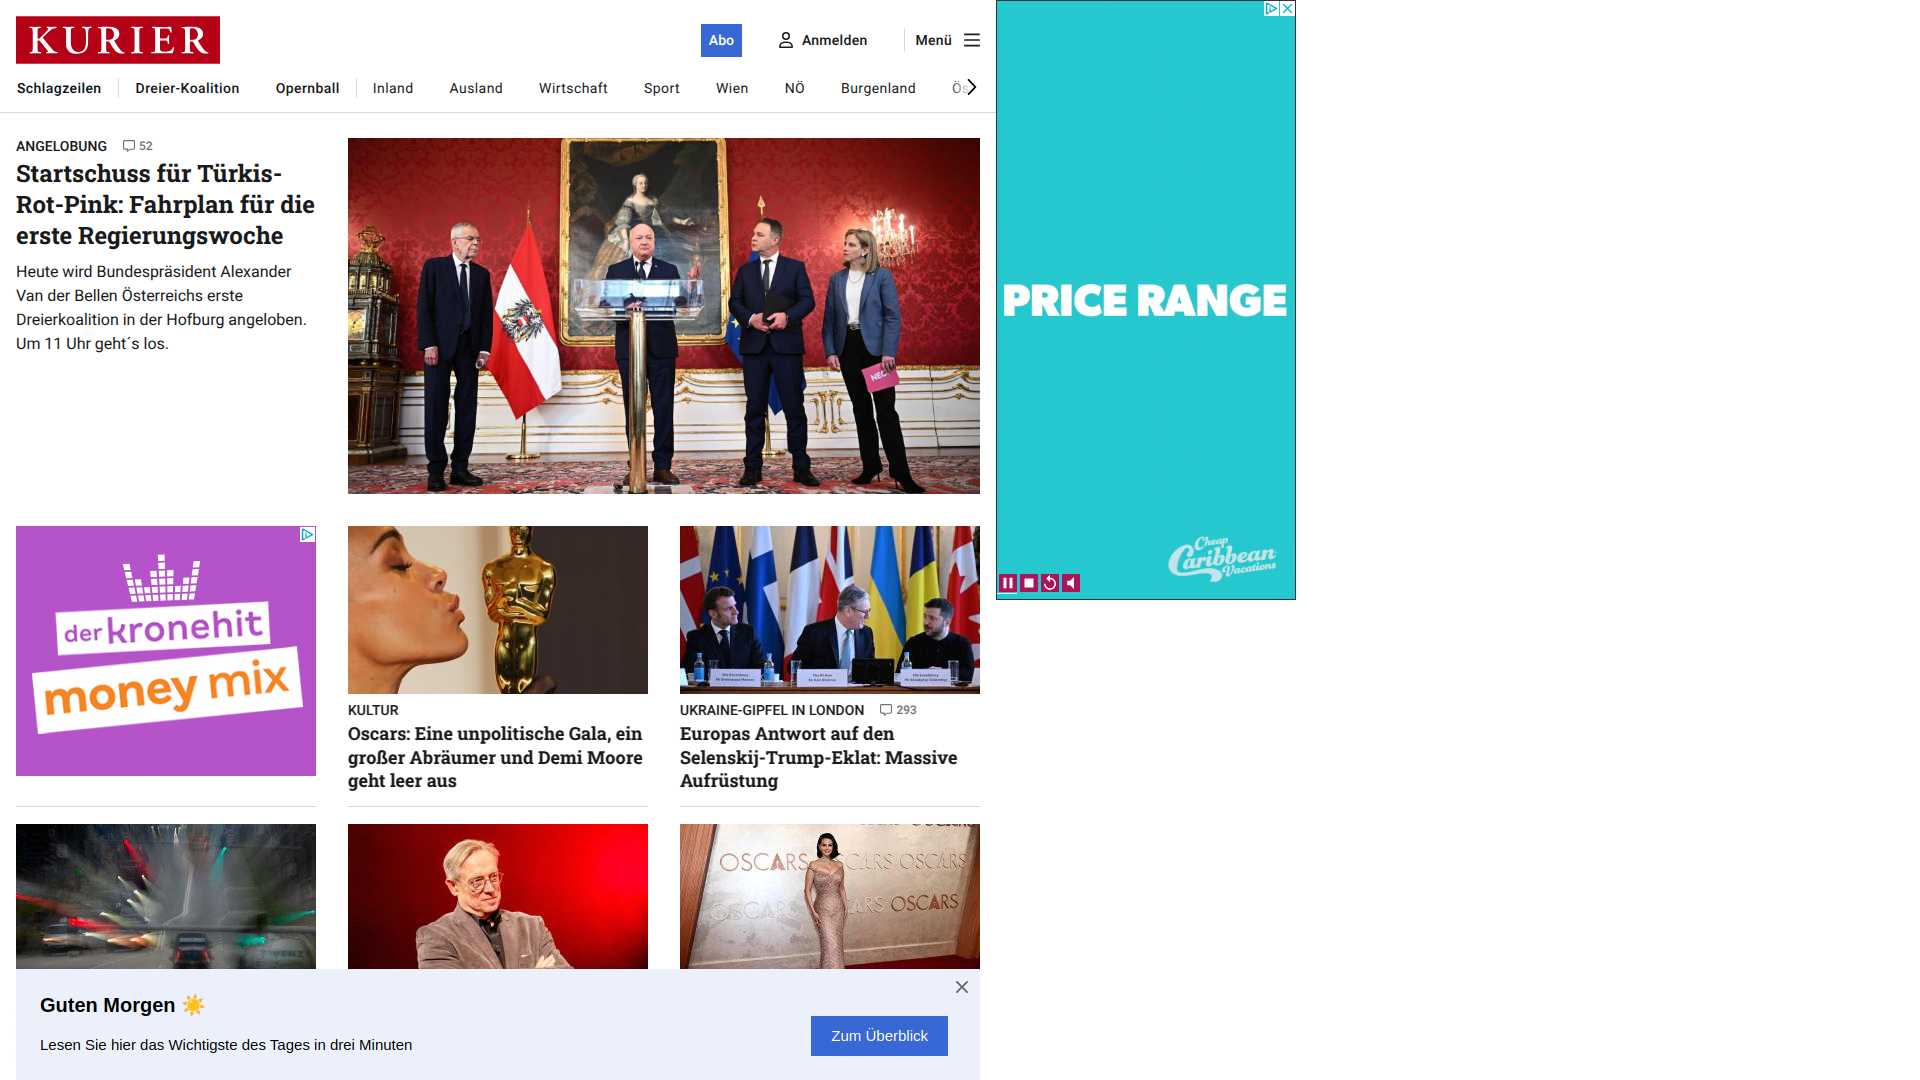 KURIER
Abo
Anmelden
Menü
Schlagzeilen
Dreier-Koalition
Opernball
Inland
Ausland
Wirtschaft
Sport
Wien
NÖ
Burgenland
ANGELOBUNG 52
Startschuss für Türkis-
Rot-Pink: Fahrplan für die
erste Regierungswoche
Heute wird Bundespräsident Alexander
Van der Bellen Österreichs erste
Dreierkoalition in der Hofburg angeloben.
Um 11 Uhr geht´s los.
der kronehit
money mix
KULTUR
Oscars: Eine unpolitische Gala, ein
großer Abräumer und Demi Moore
geht leer aus
UKRAINE-GIPFEL IN LONDON 293
Europas Antwort auf den
Selenskij-Trump-Eklat: Massive
Aufrüstung
OSCARS
OSCARS
OSCARS
Guten Morgen ☀️
Lesen Sie hier das Wichtigste des Tages in drei Minuten
Zum Überblick
PRICE RANGE
Cheap
Caribbean
Vacations